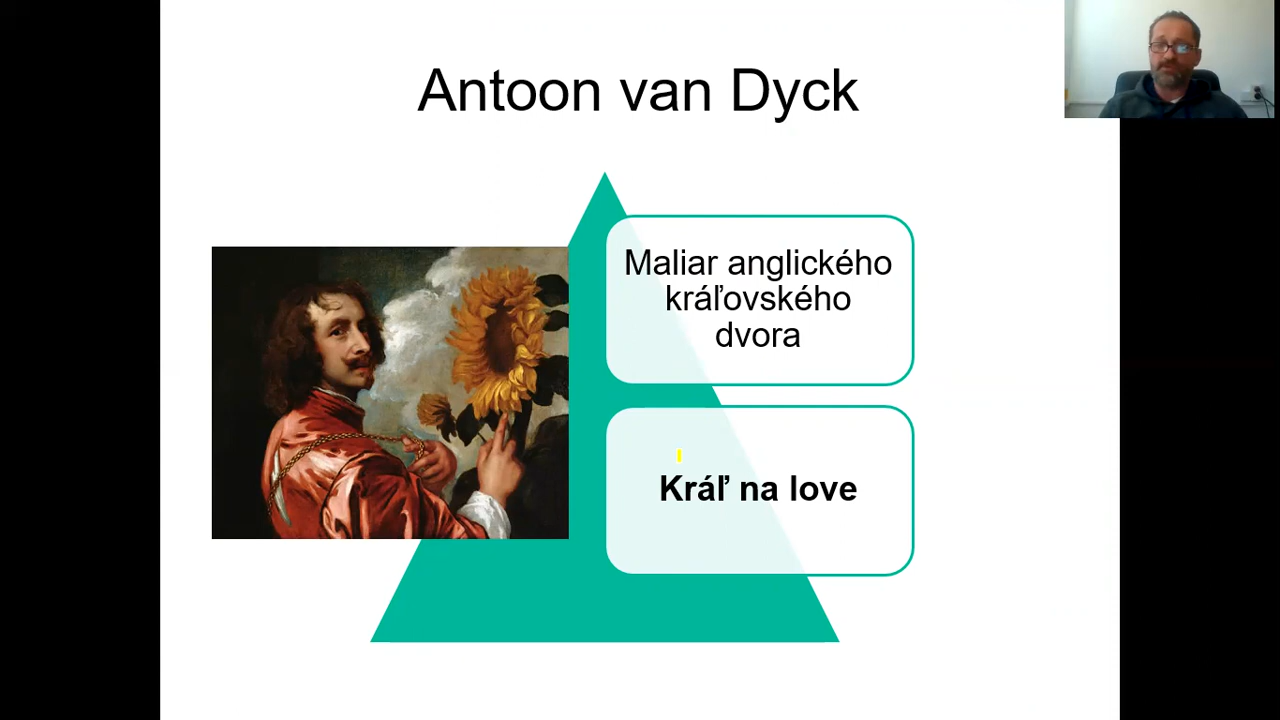 Antoon van Dyck
Maliar anglického
kráľovského
dvora
Kráľ na love